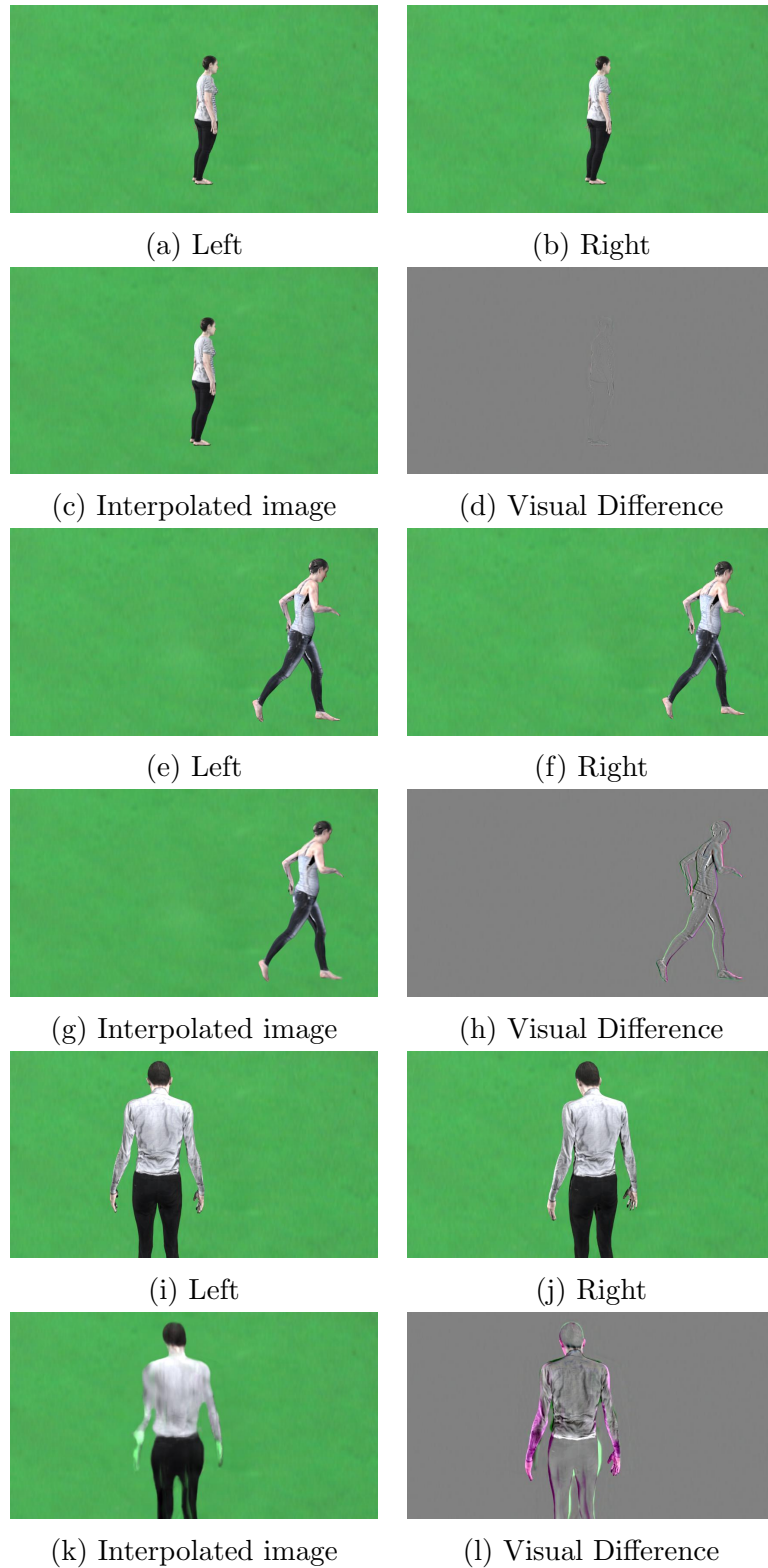 (a) Left
(b) Right
(c) Interpolated image
(d) Visual Difference
(e) Left
(f) Right
(g) Interpolated image
(h) Visual Difference
(i) Left
(j) Right
(k) Interpolated image
(l) Visual Difference